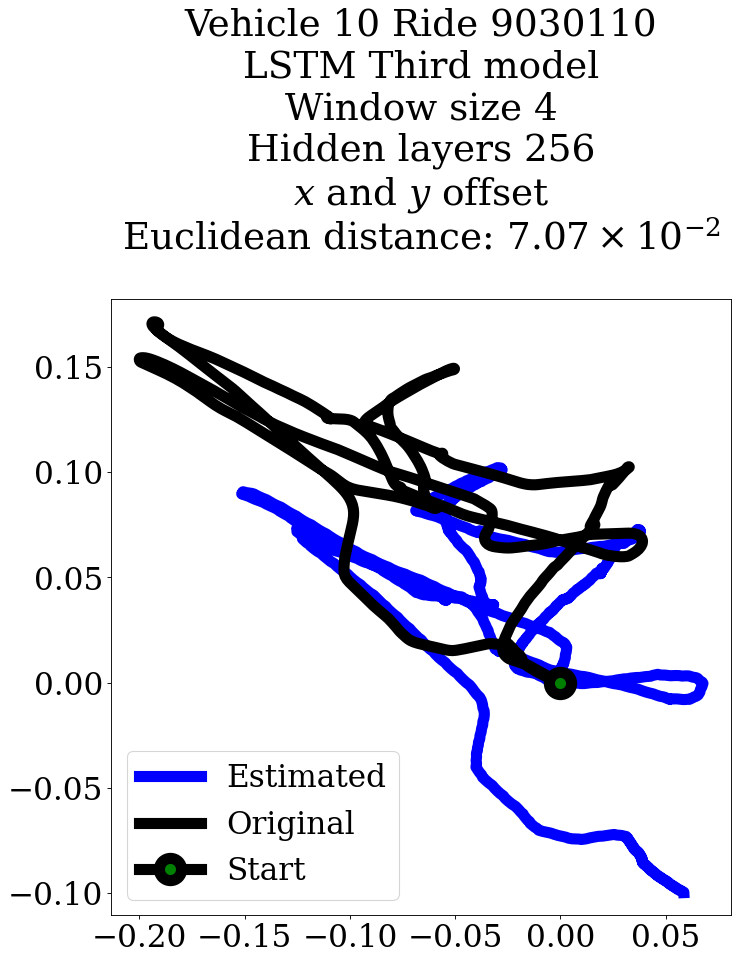 Vehicle 10 Ride 9030110
LSTM Third model
Window size 4
Hidden layers 256
x and y offset
Euclidean distance: 7.07 × 10⁻²
0.15
0.10
0.05
0.00
−0.05
−0.10
Estimated
Original
Start
−0.20 −0.15 −0.10 −0.05 0.00 0.05